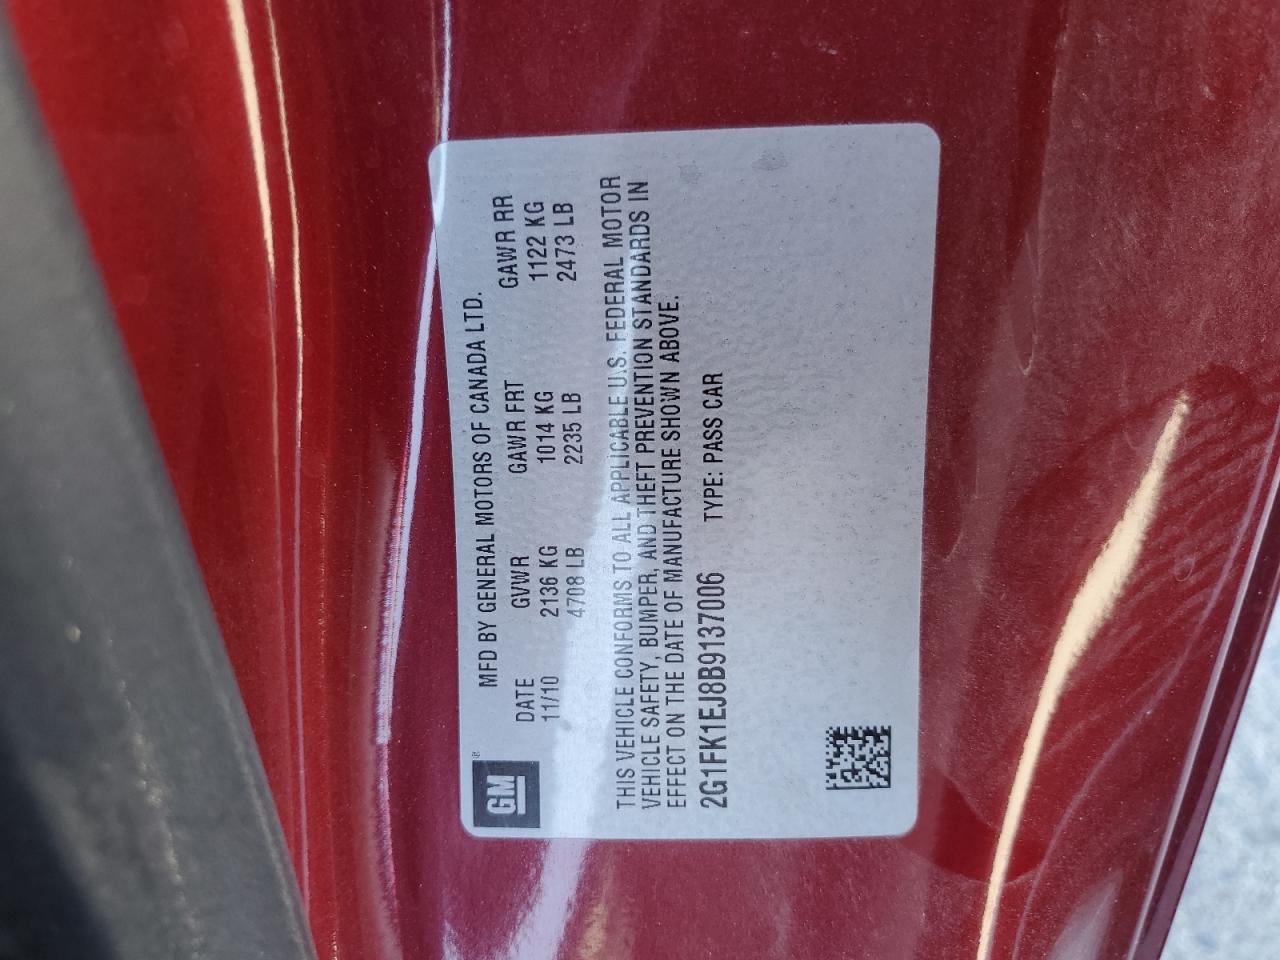 GM ®
MFD BY GENERAL MOTORS OF CANADA LTD.
DATE GVWR GAWR FRT GAWR RR
11/10 2136 KG 1014 KG 1122 KG
4708 LB 2235 LB 2473 LB
THIS VEHICLE CONFORMS TO ALL APPLICABLE U.S. FEDERAL MOTOR
VEHICLE SAFETY, BUMPER, AND THEFT PREVENTION STANDARDS IN
EFFECT ON THE DATE OF MANUFACTURE SHOWN ABOVE.
2G1FK1EJ8B9137006 TYPE: PASS CAR